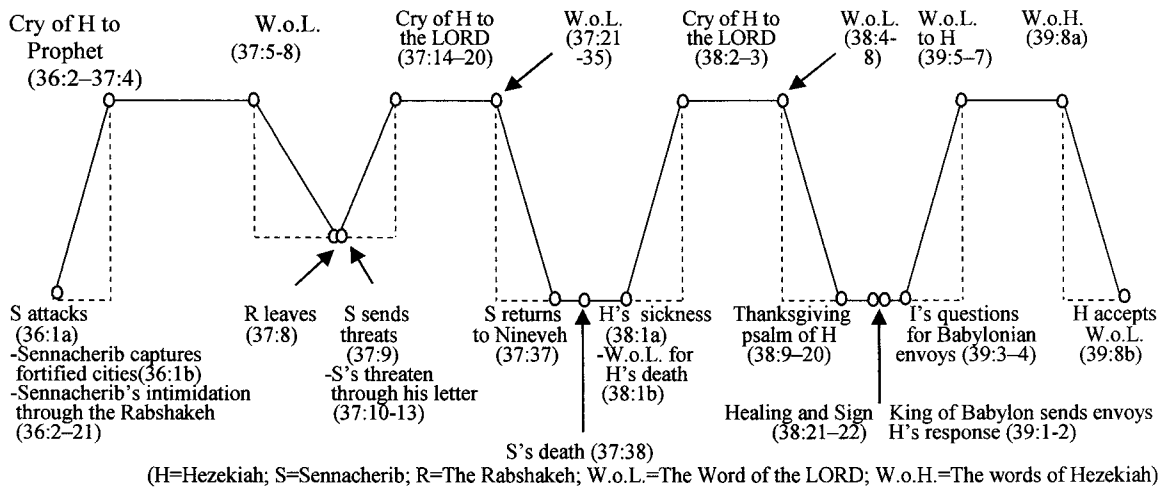 Cry of H to
Prophet
(36:2–37:4)
W.o.L.
(37:5-8)
Cry of H to
the LORD
(37:14–20)
W.o.L.
(37:21
-35)
Cry of H to
the LORD
(38:2–3)
W.o.L.
(38:4-
8)
W.o.L.
to H
(39:5–7)
W.o.H.
(39:8a)
S attacks
(36:1a)
-Sennacherib captures
fortified cities(36:1b)
-Sennacherib's intimidation
through the Rabshakeh
(36:2–21)
R leaves
(37:8)
S sends
threats
(37:9)
-S's threaten
through his letter
(37:10-13)
S returns
to Nineveh
(37:37)
H's sickness
(38:1a)
-W.o.L. for
H's death
(38:1b)
Thanksgiving
psalm of H
(38:9–20)
I's questions
for Babylonian
envoys (39:3–4)
H accepts
W.o.L.
(39:8b)
S's death (37:38)
Healing and Sign
(38:21–22)
King of Babylon sends envoys
H's response (39:1-2)
(H=Hezekiah; S=Sennacherib; R=The Rabshakeh; W.o.L.=The Word of the LORD; W.o.H.=The words of Hezekiah)